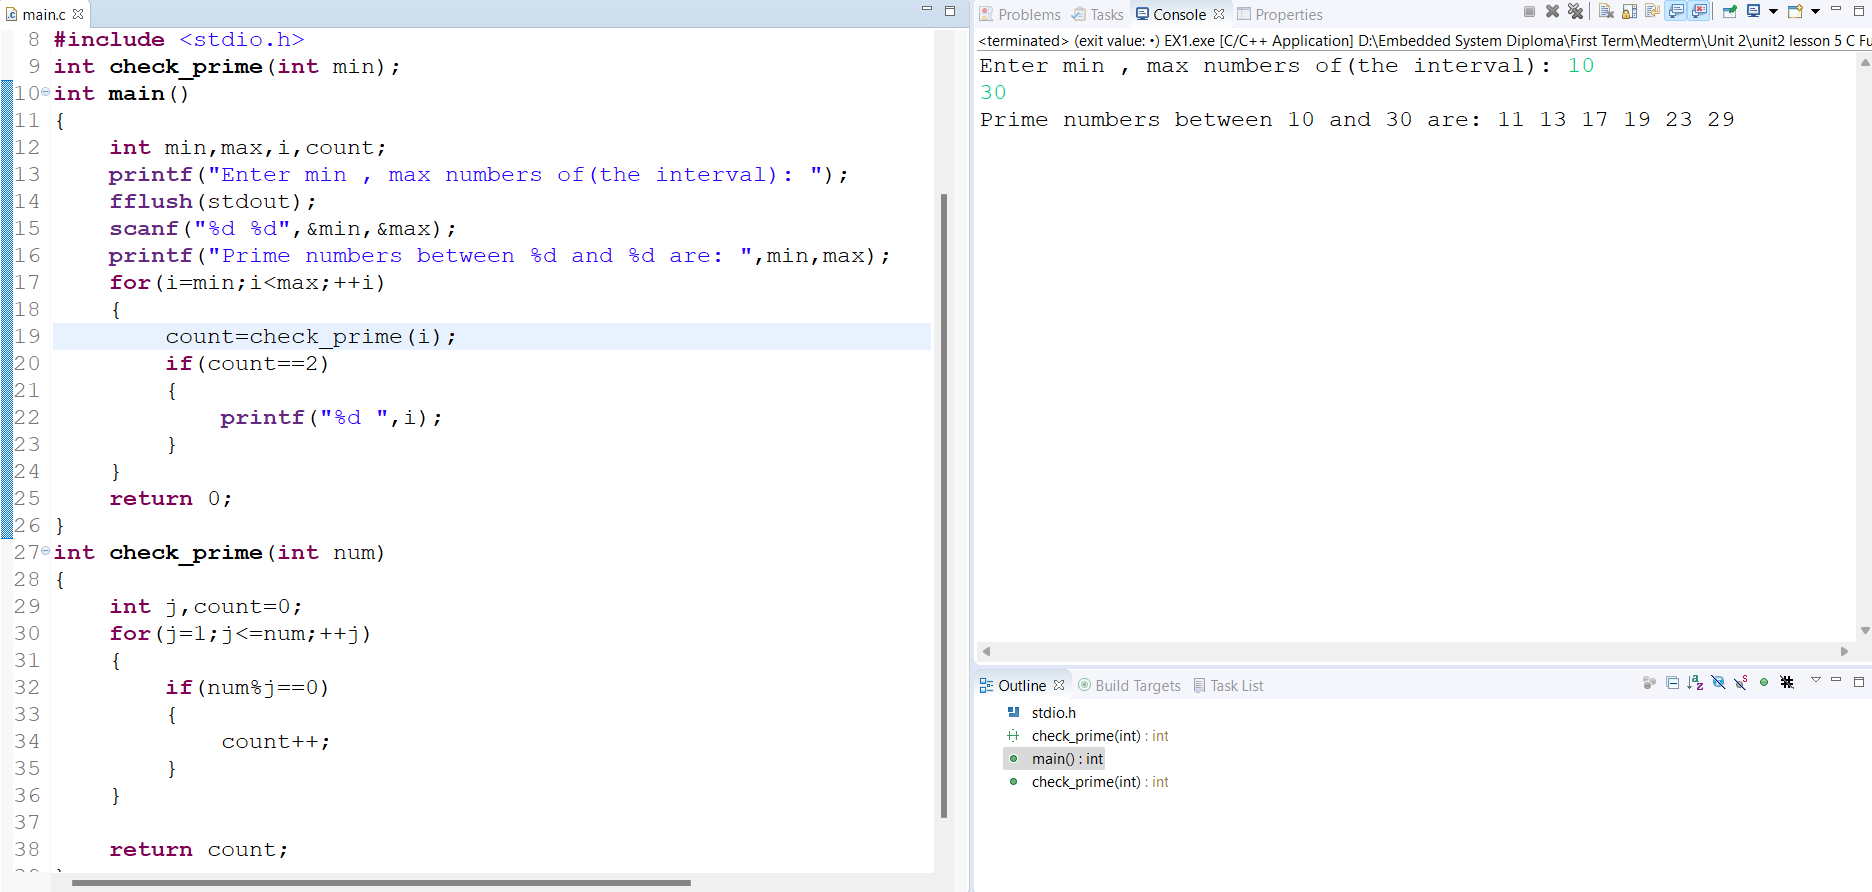 main.c
8 #include <stdio.h>
9 int check_prime(int min);
10 int main()
11 {
12     int min,max,i,count;
13     printf("Enter min , max numbers of(the interval): ");
14     fflush(stdout);
15     scanf("%d %d",&min,&max);
16     printf("Prime numbers between %d and %d are: ",min,max);
17     for(i=min;i<max;++i)
18     {
19         count=check_prime(i);
20         if(count==2)
21         {
22             printf("%d ",i);
23         }
24     }
25     return 0;
26 }
27 int check_prime(int num)
28 {
29     int j,count=0;
30     for(j=1;j<=num;++j)
31     {
32         if(num%j==0)
33         {
34             count++;
35         }
36     }
37
38     return count;
Problems Tasks Console Properties
<terminated> (exit value: •) EX1.exe [C/C++ Application] D:\Embedded System Diploma\First Term\Medterm\Unit 2\unit2 lesson 5 C Fu
Enter min , max numbers of(the interval): 10
30
Prime numbers between 10 and 30 are: 11 13 17 19 23 29
Outline Build Targets Task List
stdio.h
check_prime(int) : int
main() : int
check_prime(int) : int